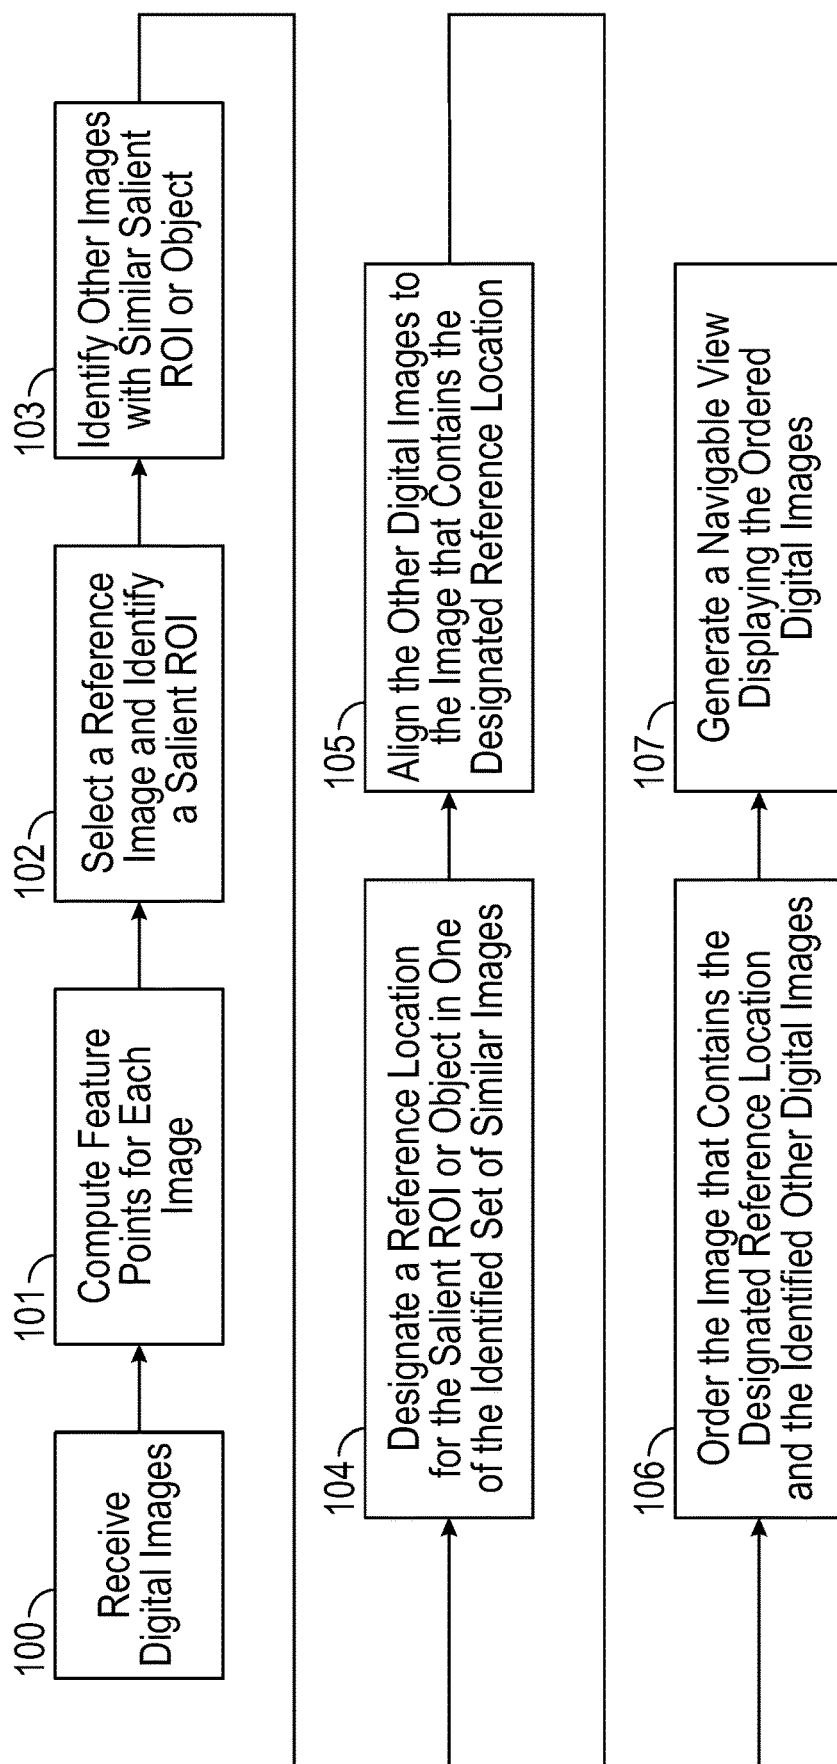 100
Receive
Digital Images
101
Compute Feature
Points for Each
Image
102
Select a Reference
Image and Identify
a Salient ROI
103
Identify Other Images
with Similar Salient
ROI or Object
104
Designate a Reference Location
for the Salient ROI or Object in One
of the Identified Set of Similar Images
105
Align the Other Digital Images to
the Image that Contains the
Designated Reference Location
106
Order the Image that Contains the
Designated Reference Location
and the Identified Other Digital Images
107
Generate a Navigable View
Displaying the Ordered
Digital Images